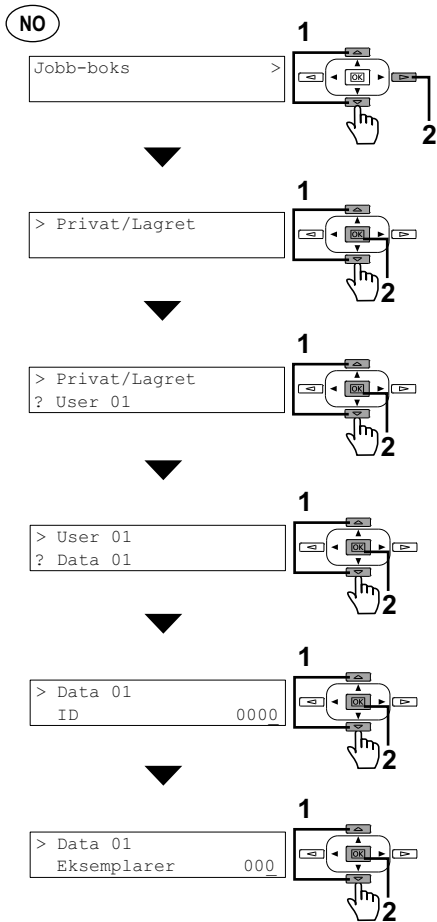 NO
1
Jobb-boks >
OK
2
1
> Privat/Lagret
OK
2
1
> Privat/Lagret
? User 01
OK
2
1
> User 01
? Data 01
OK
2
1
> Data 01
ID 0000
OK
2
1
> Data 01
Eksemplarer 000
OK
2